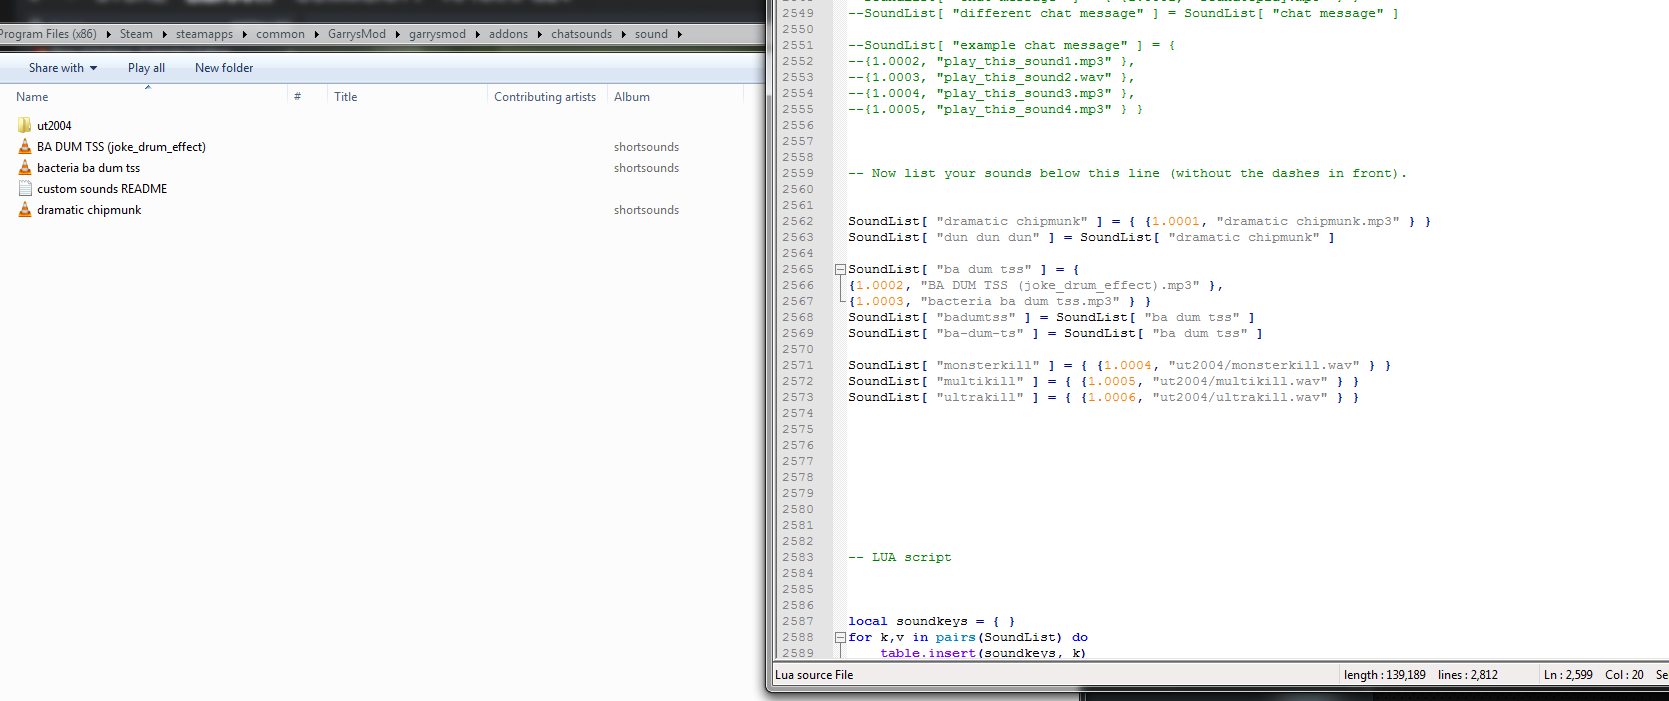 Program Files (x86) Steam steamapps common GarrysMod garrysmod addons chatsounds sound
Share with Play all New folder
Name # Title Contributing artists Album
ut2004
BA DUM TSS (joke_drum_effect) shortsounds
bacteria ba dum tss shortsounds
custom sounds README
dramatic chipmunk shortsounds
2549 --SoundList[ "different chat message" ] = SoundList[ "chat message" ]
2550
2551 --SoundList[ "example chat message" ] = {
2552 --{1.0002, "play_this_sound1.mp3" },
2553 --{1.0003, "play_this_sound2.wav" },
2554 --{1.0004, "play_this_sound3.mp3" },
2555 --{1.0005, "play_this_sound4.mp3" } }
2556
2557
2558
2559 -- Now list your sounds below this line (without the dashes in front).
2560
2561
2562 SoundList[ "dramatic chipmunk" ] = { {1.0001, "dramatic chipmunk.mp3" } }
2563 SoundList[ "dun dun dun" ] = SoundList[ "dramatic chipmunk" ]
2564
2565 SoundList[ "ba dum tss" ] = {
2566 {1.0002, "BA DUM TSS (joke_drum_effect).mp3" },
2567 {1.0003, "bacteria ba dum tss.mp3" } }
2568 SoundList[ "badumtss" ] = SoundList[ "ba dum tss" ]
2569 SoundList[ "ba-dum-ts" ] = SoundList[ "ba dum tss" ]
2570
2571 SoundList[ "monsterkill" ] = { {1.0004, "ut2004/monsterkill.wav" } }
2572 SoundList[ "multikill" ] = { {1.0005, "ut2004/multikill.wav" } }
2573 SoundList[ "ultrakill" ] = { {1.0006, "ut2004/ultrakill.wav" } }
2574
2575
2576
2577
2578
2579
2580
2581
2582
2583 -- LUA script
2584
2585
2586
2587 local soundkeys = { }
2588 for k,v in pairs(SoundList) do
2589 table.insert(soundkeys, k)
Lua source File length : 139,189 lines : 2,812 Ln : 2,599 Col : 20 Se